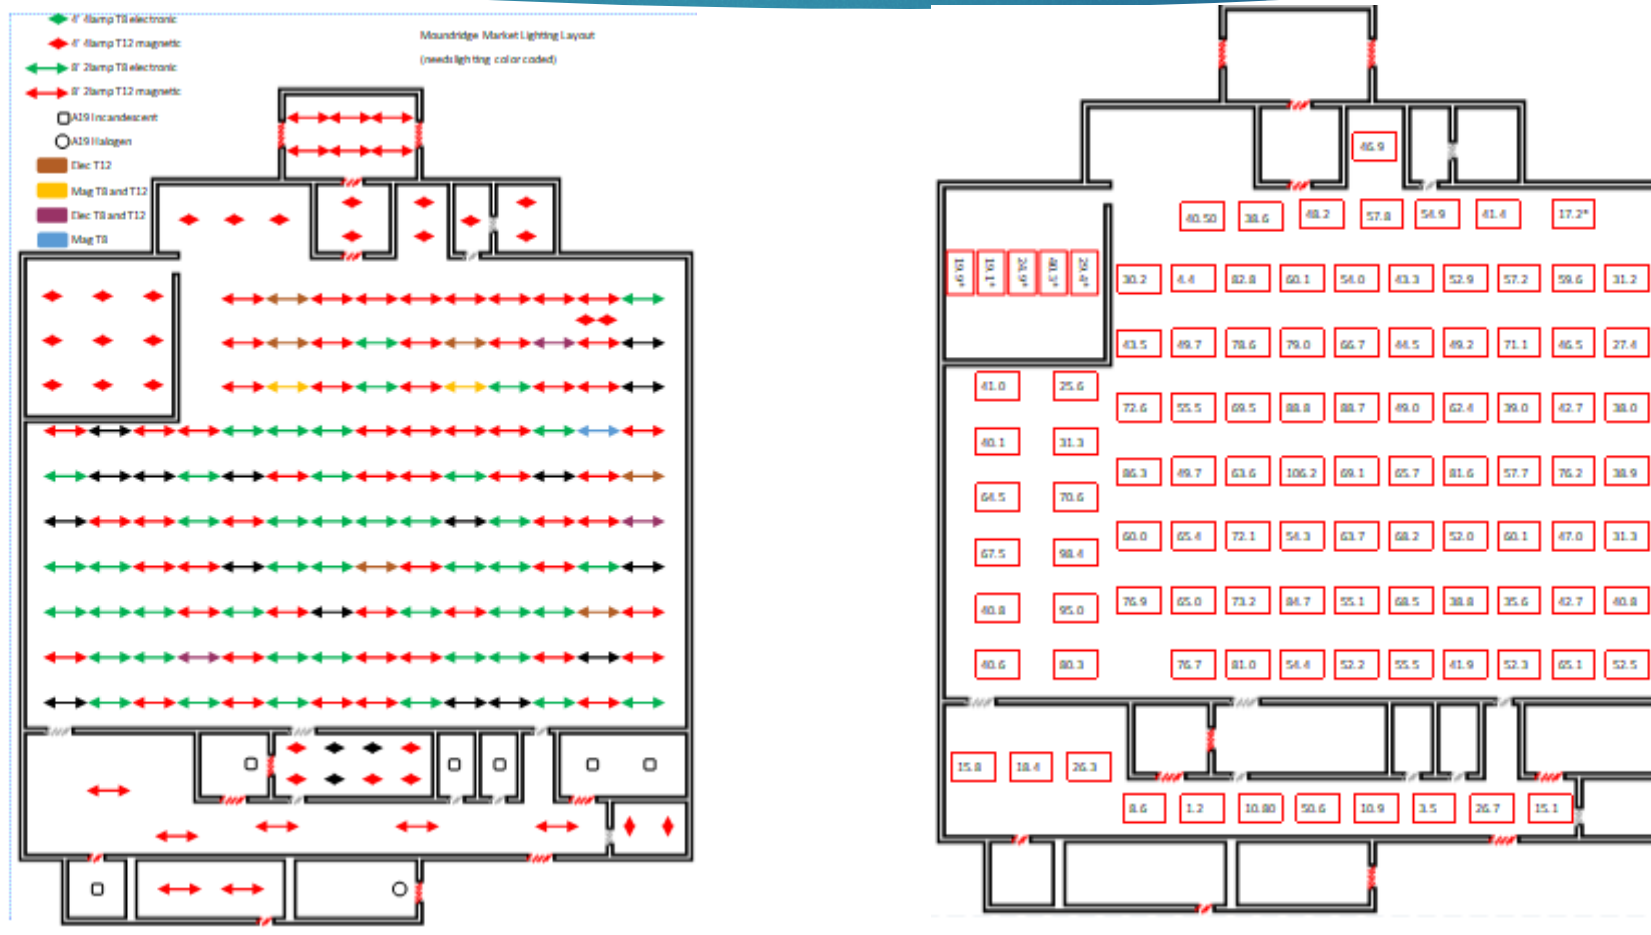 4' 4lamp T8 electronic
4' 4lamp T12 magnetic
8' 2lamp T8 electronic
8' 2lamp T12 magnetic
A19 Incandescent
A19 Halogen
Elec T12
Mag T8 and T12
Elec T8 and T12
Mag T8
Moundridge Market Lighting Layout
(needs lighting color coded)
46.9
40.50 38.6 48.2 57.8 54.9 41.4 17.2*
19.9* 19.1* 24.9* 40.3* 29.4*
30.2 4.4 82.8 60.1 54.0 43.3 52.9 57.2 59.6 31.2
43.5 49.7 78.6 79.0 66.7 44.5 49.2 71.1 46.5 27.4
41.0 25.6
72.6 55.5 69.5 88.8 88.7 49.0 62.4 39.0 42.7 38.0
40.1 31.3
86.3 49.7 63.6 106.2 69.1 65.7 81.6 57.7 76.2 38.9
64.5 70.6
60.0 65.4 72.1 54.3 63.7 68.2 52.0 60.1 47.0 31.3
67.5 98.4
76.9 65.0 73.2 84.7 55.1 68.5 38.8 35.6 42.7 40.8
40.8 95.0
40.6 80.3 76.7 81.0 54.4 52.2 55.5 41.9 52.3 65.1 52.5
15.8 18.4 26.3
8.6 1.2 10.80 50.6 10.9 3.5 26.7 15.1